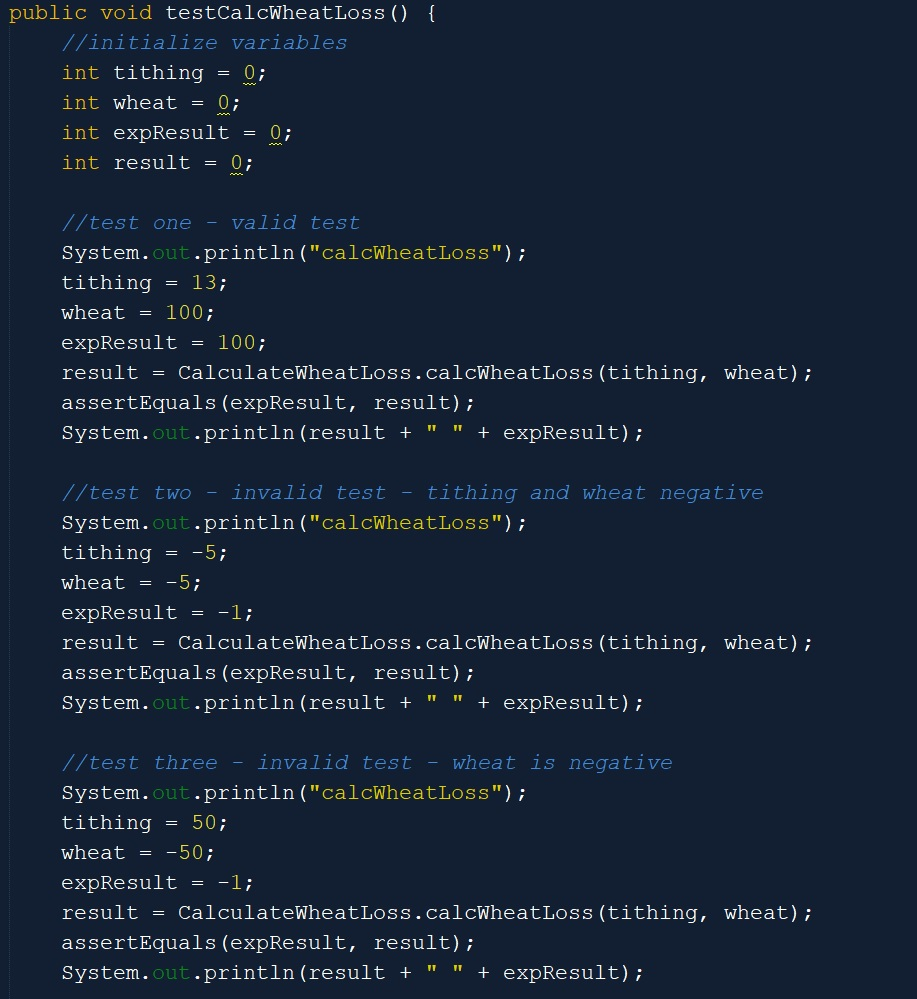 public void testCalcWheatLoss() {
    //initialize variables
    int tithing = 0;
    int wheat = 0;
    int expResult = 0;
    int result = 0;

    //test one - valid test
    System.out.println("calcWheatLoss");
    tithing = 13;
    wheat = 100;
    expResult = 100;
    result = CalculateWheatLoss.calcWheatLoss(tithing, wheat);
    assertEquals(expResult, result);
    System.out.println(result + " " + expResult);

    //test two - invalid test - tithing and wheat negative
    System.out.println("calcWheatLoss");
    tithing = -5;
    wheat = -5;
    expResult = -1;
    result = CalculateWheatLoss.calcWheatLoss(tithing, wheat);
    assertEquals(expResult, result);
    System.out.println(result + " " + expResult);

    //test three - invalid test - wheat is negative
    System.out.println("calcWheatLoss");
    tithing = 50;
    wheat = -50;
    expResult = -1;
    result = CalculateWheatLoss.calcWheatLoss(tithing, wheat);
    assertEquals(expResult, result);
    System.out.println(result + " " + expResult);